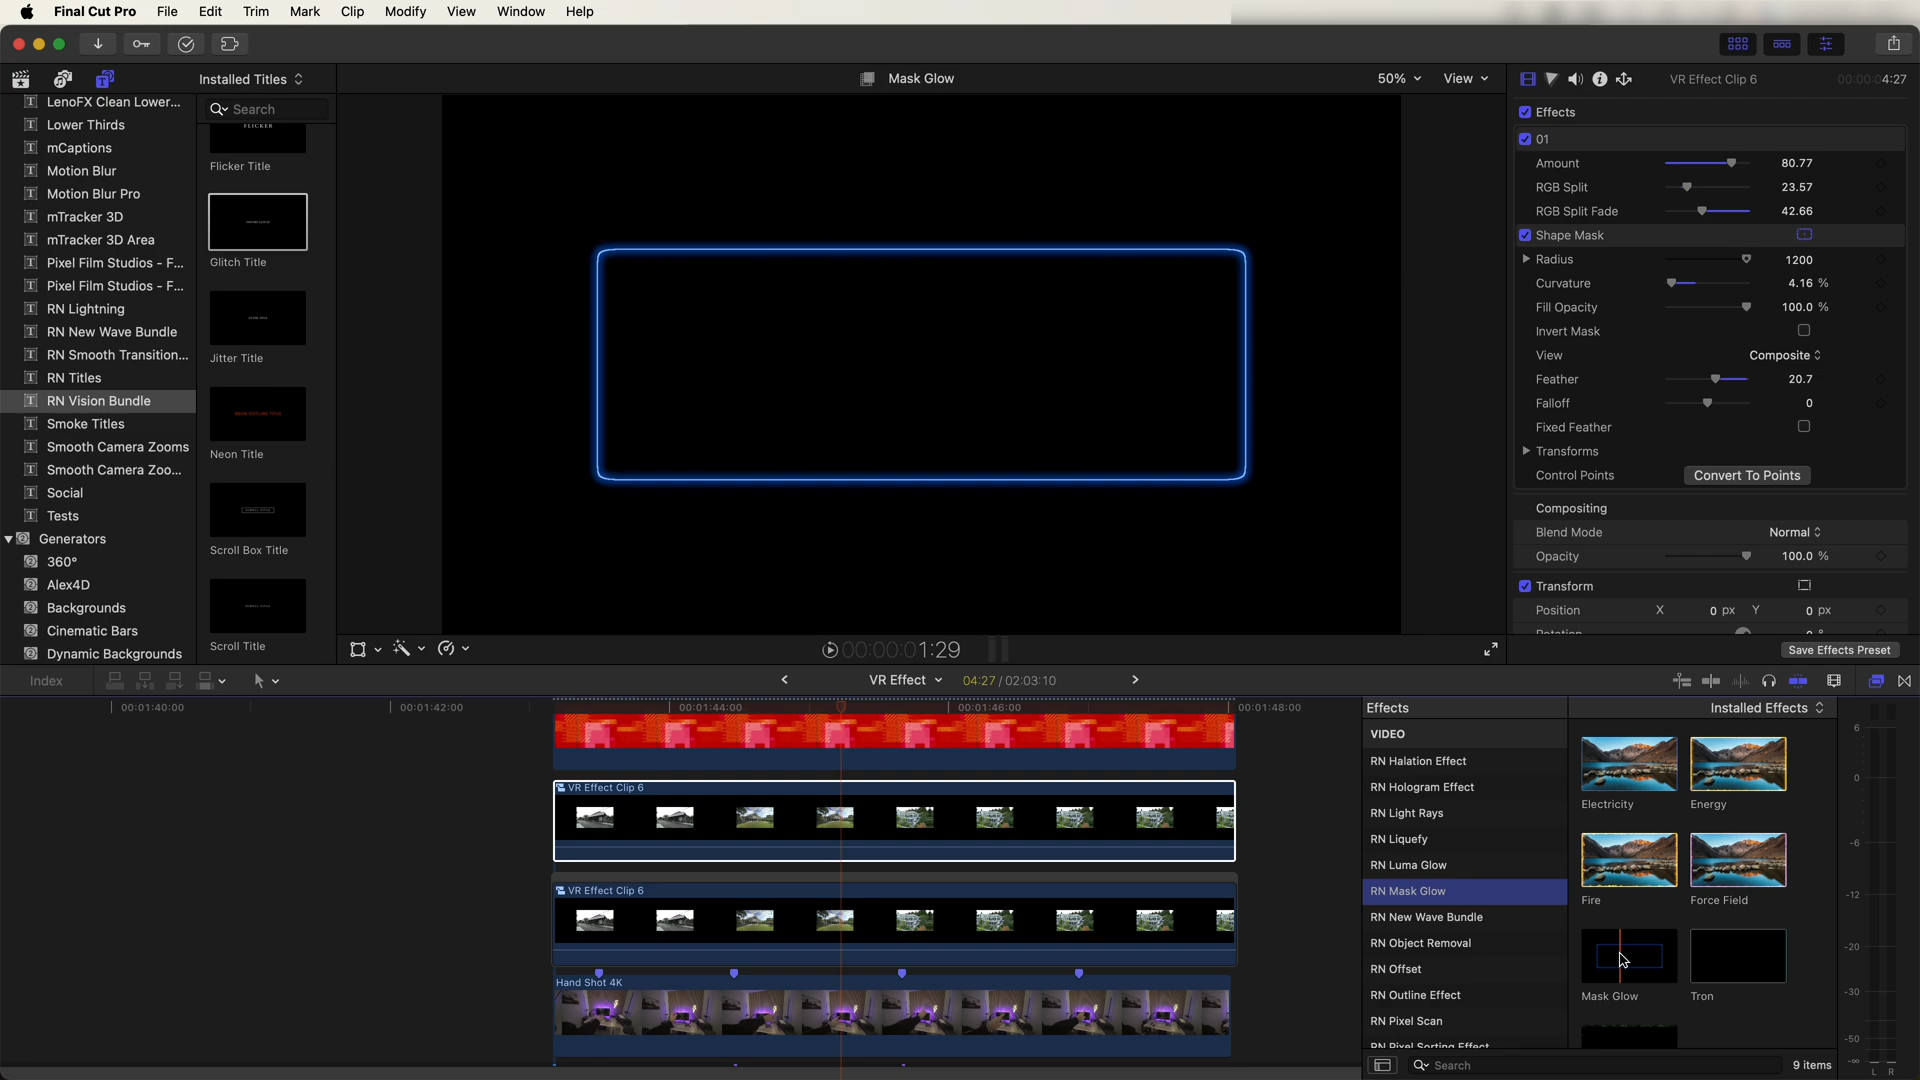 Final Cut Pro File Edit Trim Mark Clip Modify View Window Help
Installed Titles
Mask Glow
50% View
VR Effect Clip 6
00:00:04:27
LenoFX Clean Lower...
Lower Thirds
mCaptions
Motion Blur
Motion Blur Pro
mTracker 3D
mTracker 3D Area
Pixel Film Studios - F...
Pixel Film Studios - F...
RN Lightning
RN New Wave Bundle
RN Smooth Transition...
RN Titles
RN Vision Bundle
Smoke Titles
Smooth Camera Zooms
Smooth Camera Zoo...
Social
Tests
Generators
360°
Alex4D
Backgrounds
Cinematic Bars
Dynamic Backgrounds
Search
FLICKER
Flicker Title
Glitch Title
Jitter Title
NEON OUTLINE TITLE
Neon Title
SCROLL TITLE
Scroll Box Title
SCROLL TITLE
Scroll Title
Effects
01
Amount 80.77
RGB Split 23.57
RGB Split Fade 42.66
Shape Mask
Radius 1200
Curvature 4.16 %
Fill Opacity 100.0 %
Invert Mask
View Composite
Feather 20.7
Falloff 0
Fixed Feather
Transforms
Control Points Convert To Points
Compositing
Blend Mode Normal
Opacity 100.0 %
Transform
Position X 0 px Y 0 px
Rotation 0 °
Save Effects Preset
00:00:01:29
Index
VR Effect 04:27 / 02:03:10
00:01:40:00
00:01:42:00
00:01:44:00
00:01:46:00
00:01:48:00
VR Effect Clip 6
VR Effect Clip 6
Hand Shot 4K
Effects
Installed Effects
VIDEO
RN Halation Effect
RN Hologram Effect
RN Light Rays
RN Liquefy
RN Luma Glow
RN Mask Glow
RN New Wave Bundle
RN Object Removal
RN Offset
RN Outline Effect
RN Pixel Scan
RN Pixel Sorting Effect
Electricity
Energy
Fire
Force Field
Mask Glow
Tron
Search
9 items
6
0
-6
-12
-20
-30
-50
-∞
L R